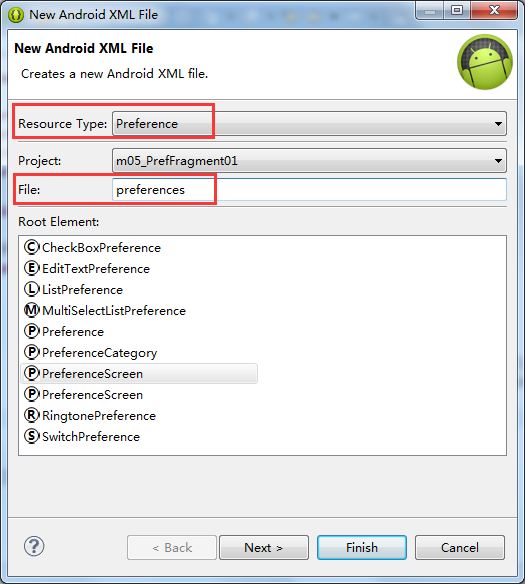 New Android XML File
New Android XML File
Creates a new Android XML file.
Resource Type: Preference
Project: m05_PrefFragment01
File: preferences
Root Element:
C CheckBoxPreference
E EditTextPreference
L ListPreference
M MultiSelectListPreference
P Preference
P PreferenceCategory
P PreferenceScreen
P PreferenceScreen
R RingtonePreference
S SwitchPreference
? < Back Next > Finish Cancel